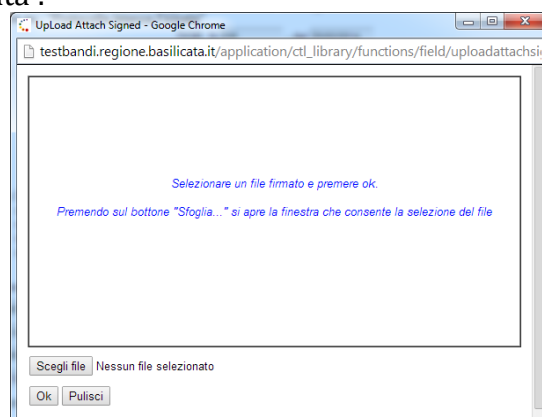 UpLoad Attach Signed - Google Chrome
testbandi.regione.basilicata.it/application/ctl_library/functions/field/uploadattachsi
Selezionare un file firmato e premere ok.
Premendo sul bottone "Sfoglia..." si apre la finestra che consente la selezione del file
Scegli file Nessun file selezionato
Ok Pulisci